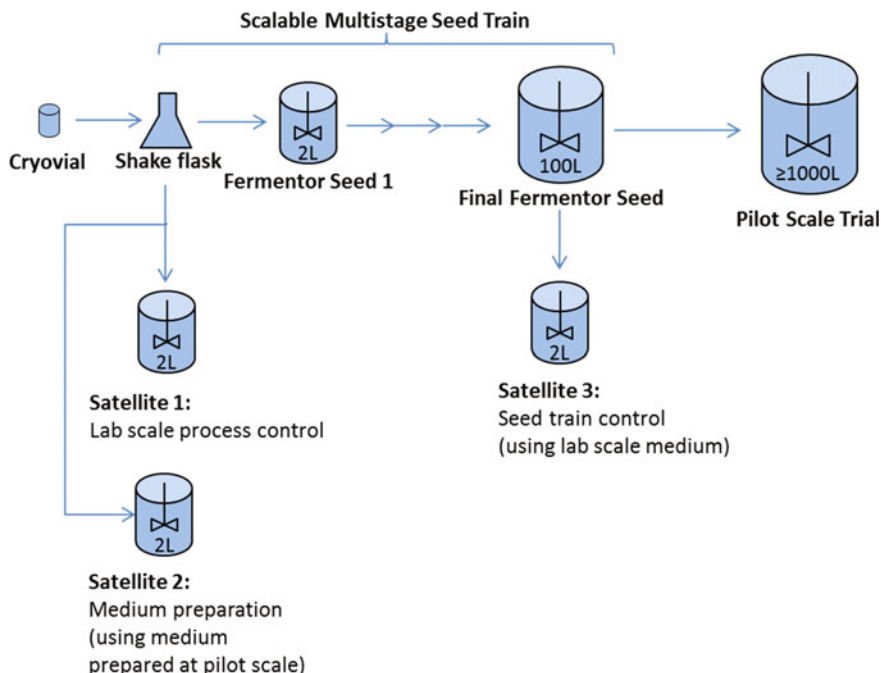 Scalable Multistage Seed Train
Cryovial
Shake flask
2L
Fermentor Seed 1
100L
Final Fermentor Seed
≥1000L
Pilot Scale Trial
2L
Satellite 1:
Lab scale process control
2L
Satellite 2:
Medium preparation
(using medium
prepared at pilot scale)
2L
Satellite 3:
Seed train control
(using lab scale medium)